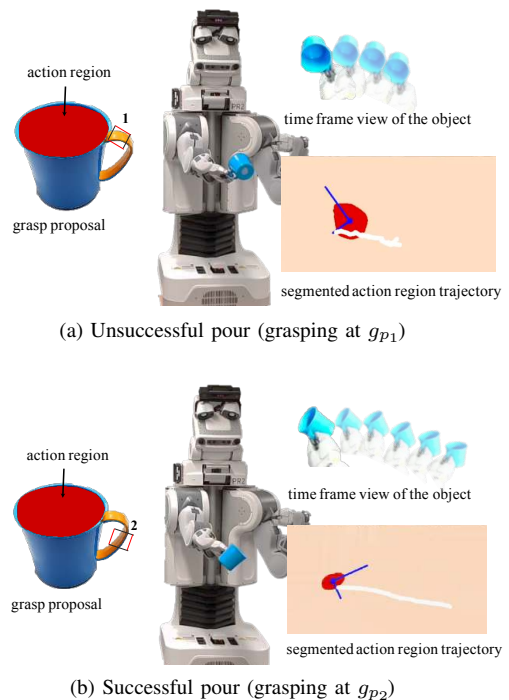 action region
1
grasp proposal
PR2
time frame view of the object
segmented action region trajectory
(a) Unsuccessful pour (grasping at g_{p_1})
action region
2
grasp proposal
PR2
time frame view of the object
segmented action region trajectory
(b) Successful pour (grasping at g_{p_2})